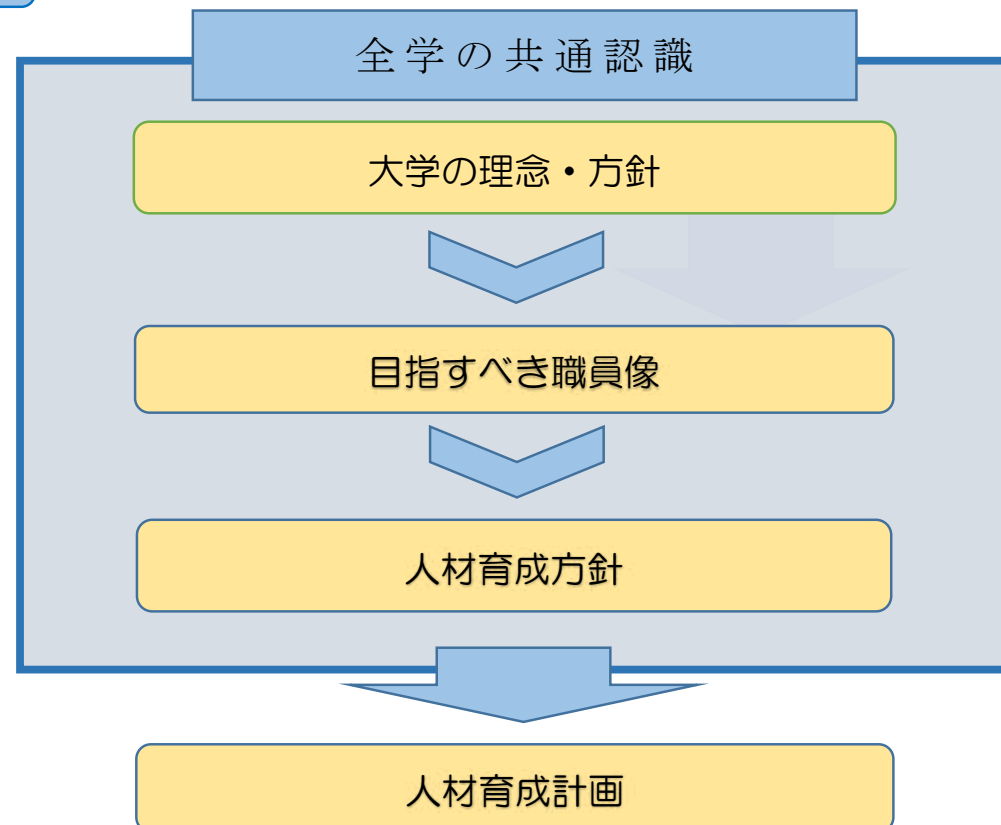 全学の共通認識
大学の理念・方針
目指すべき職員像
人材育成方針
人材育成計画